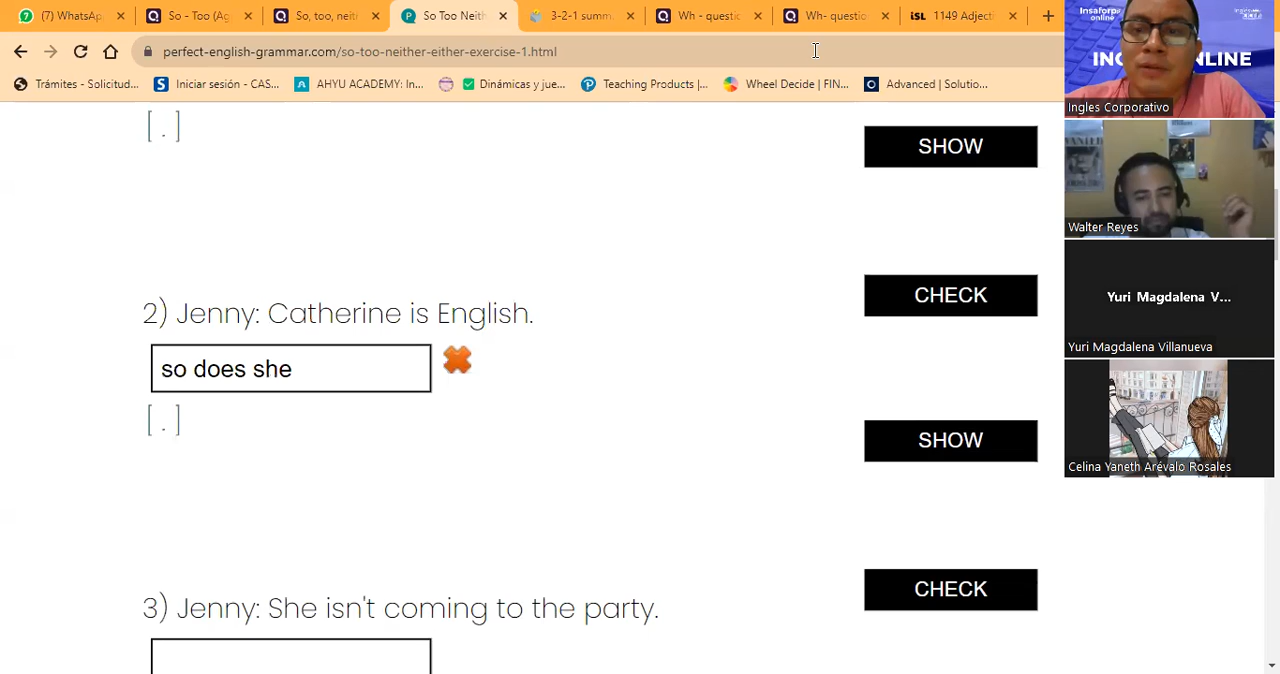 (7) WhatsA
So - Too (A
So, too, neit
So Too Neith
3-2-1 summ
Wh - questic
Wh- questio
iSL 1149 Adjecti
perfect-english-grammar.com/so-too-neither-either-exercise-1.html
Trámites - Solicitud...
S Iniciar sesión - CAS...
AHYU ACADEMY: In...
Dinámicas y jue...
Teaching Products |...
Wheel Decide | FIN...
Advanced | Solutio...
[ . ]
SHOW
2) Jenny: Catherine is English.
CHECK
so does she
[ . ]
SHOW
3) Jenny: She isn't coming to the party.
CHECK
Ingles Corporativo
Walter Reyes
Yuri Magdalena V...
Yuri Magdalena Villanueva
Celina Yaneth Arévalo Rosales